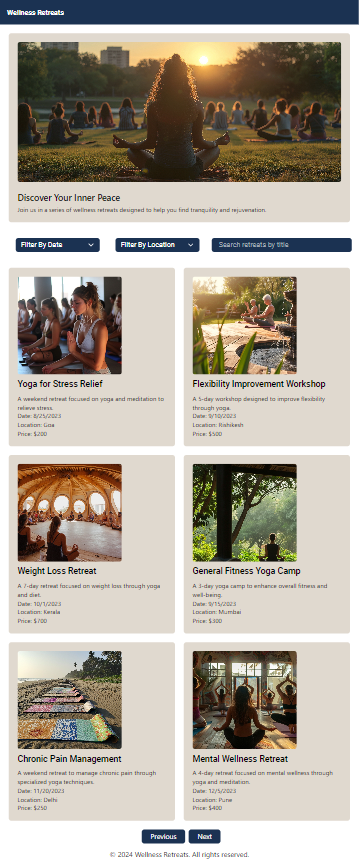 Wellness Retreats
Discover Your Inner Peace
Join us in a series of wellness retreats designed to help you find tranquility and rejuvenation.
Filter By Date
Filter By Location
Search retreats by title
Yoga for Stress Relief
A weekend retreat focused on yoga and meditation to
relieve stress.
Date: 8/25/2023
Location: Goa
Price: $200
Flexibility Improvement Workshop
A 5-day workshop designed to improve flexibility
through yoga.
Date: 9/10/2023
Location: Rishikesh
Price: $500
Weight Loss Retreat
A 7-day retreat focused on weight loss through yoga
and diet.
Date: 10/1/2023
Location: Kerala
Price: $700
General Fitness Yoga Camp
A 3-day yoga camp to enhance overall fitness and
well-being.
Date: 9/15/2023
Location: Mumbai
Price: $300
Chronic Pain Management
A weekend retreat to manage chronic pain through
specialized yoga techniques.
Date: 11/20/2023
Location: Delhi
Price: $250
Mental Wellness Retreat
A 4-day retreat focused on mental wellness through
yoga and meditation.
Date: 12/5/2023
Location: Pune
Price: $400
Previous
Next
© 2024 Wellness Retreats. All rights reserved.